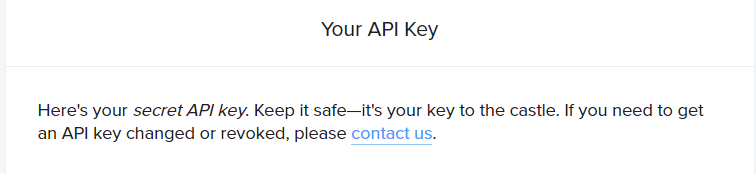 Your API Key
Here's your secret API key. Keep it safe—it's your key to the castle. If you need to get
an API key changed or revoked, please contact us.